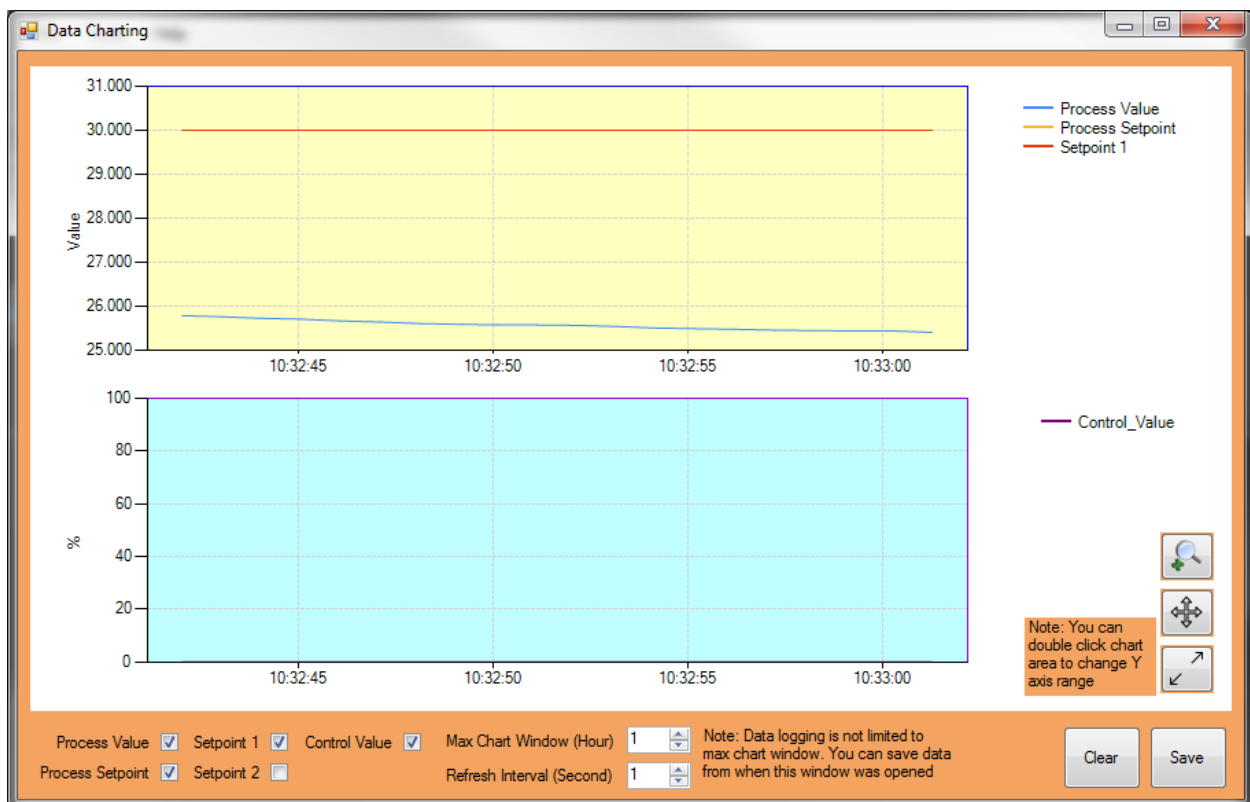 Data Charting
31.000
30.000
29.000
28.000
27.000
26.000
25.000
Value
10:32:45 10:32:50 10:32:55 10:33:00
Process Value
Process Setpoint
Setpoint 1
100
80
60
40
20
0
%
10:32:45 10:32:50 10:32:55 10:33:00
Control_Value
Note: You can
double click chart
area to change Y
axis range
Process Value Setpoint 1 Control Value
Process Setpoint Setpoint 2
Max Chart Window (Hour) 1
Refresh Interval (Second) 1
Note: Data logging is not limited to
max chart window. You can save data
from when this window was opened
Clear Save